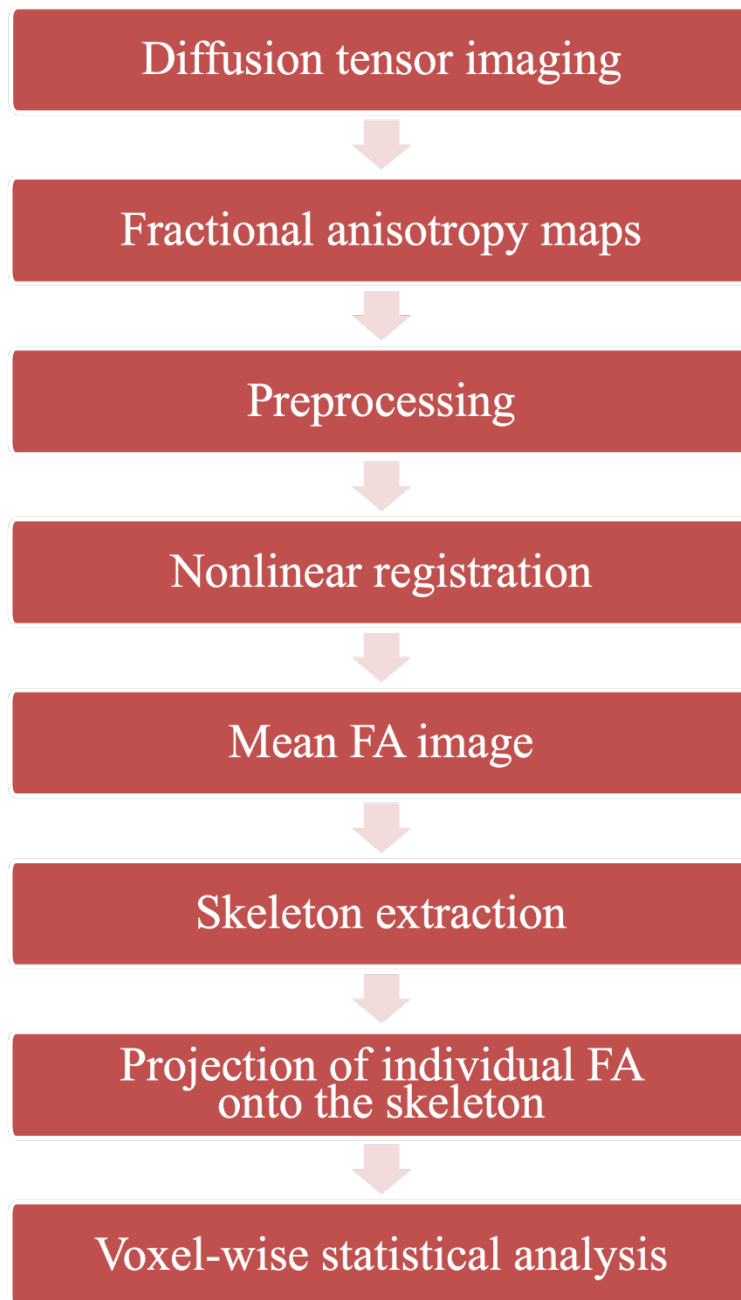 Diffusion tensor imaging
Fractional anisotropy maps
Preprocessing
Nonlinear registration
Mean FA image
Skeleton extraction
Projection of individual FA
onto the skeleton
Voxel-wise statistical analysis